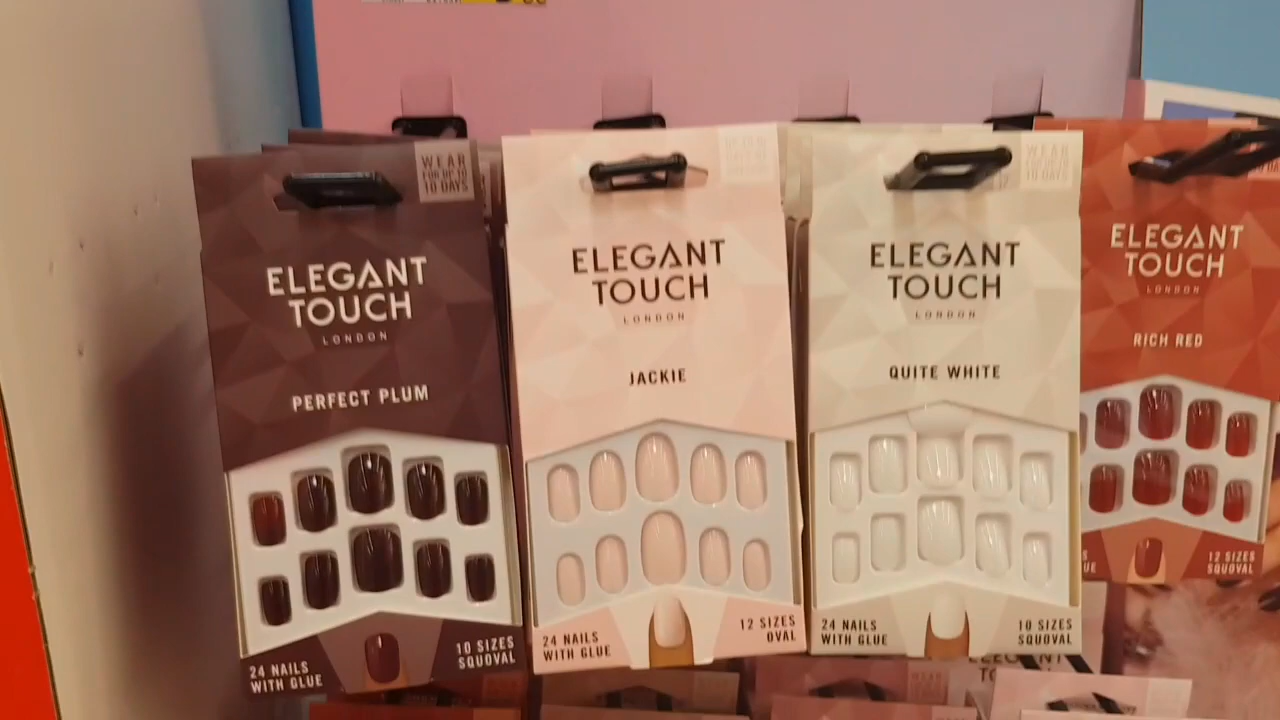 WEAR
FOR UP TO
10 DAYS
ELEGANT
TOUCH
LONDON
PERFECT PLUM
24 NAILS
WITH GLUE
10 SIZES
SQUOVAL
ELEGANT
TOUCH
LONDON
JACKIE
24 NAILS
WITH GLUE
12 SIZES
OVAL
WEAR
FOR UP TO
10 DAYS
ELEGANT
TOUCH
LONDON
QUITE WHITE
24 NAILS
WITH GLUE
10 SIZES
SQUOVAL
ELEGANT
TOUCH
LONDON
RICH RED
12 SIZES
SQUOVAL
ELEGANT